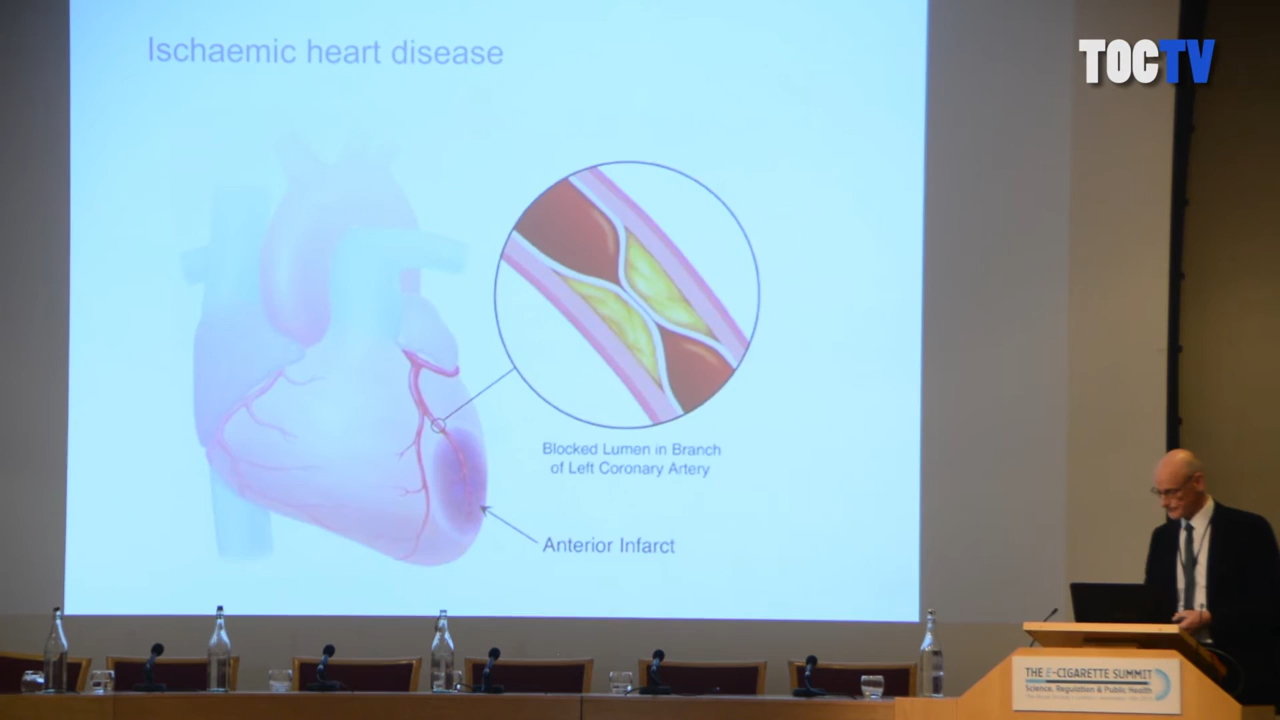 Ischaemic heart disease
TOCTV
Blocked Lumen in Branch
of Left Coronary Artery
Anterior Infarct
THE E-CIGARETTE SUMMIT
Science, Regulation & Public Health